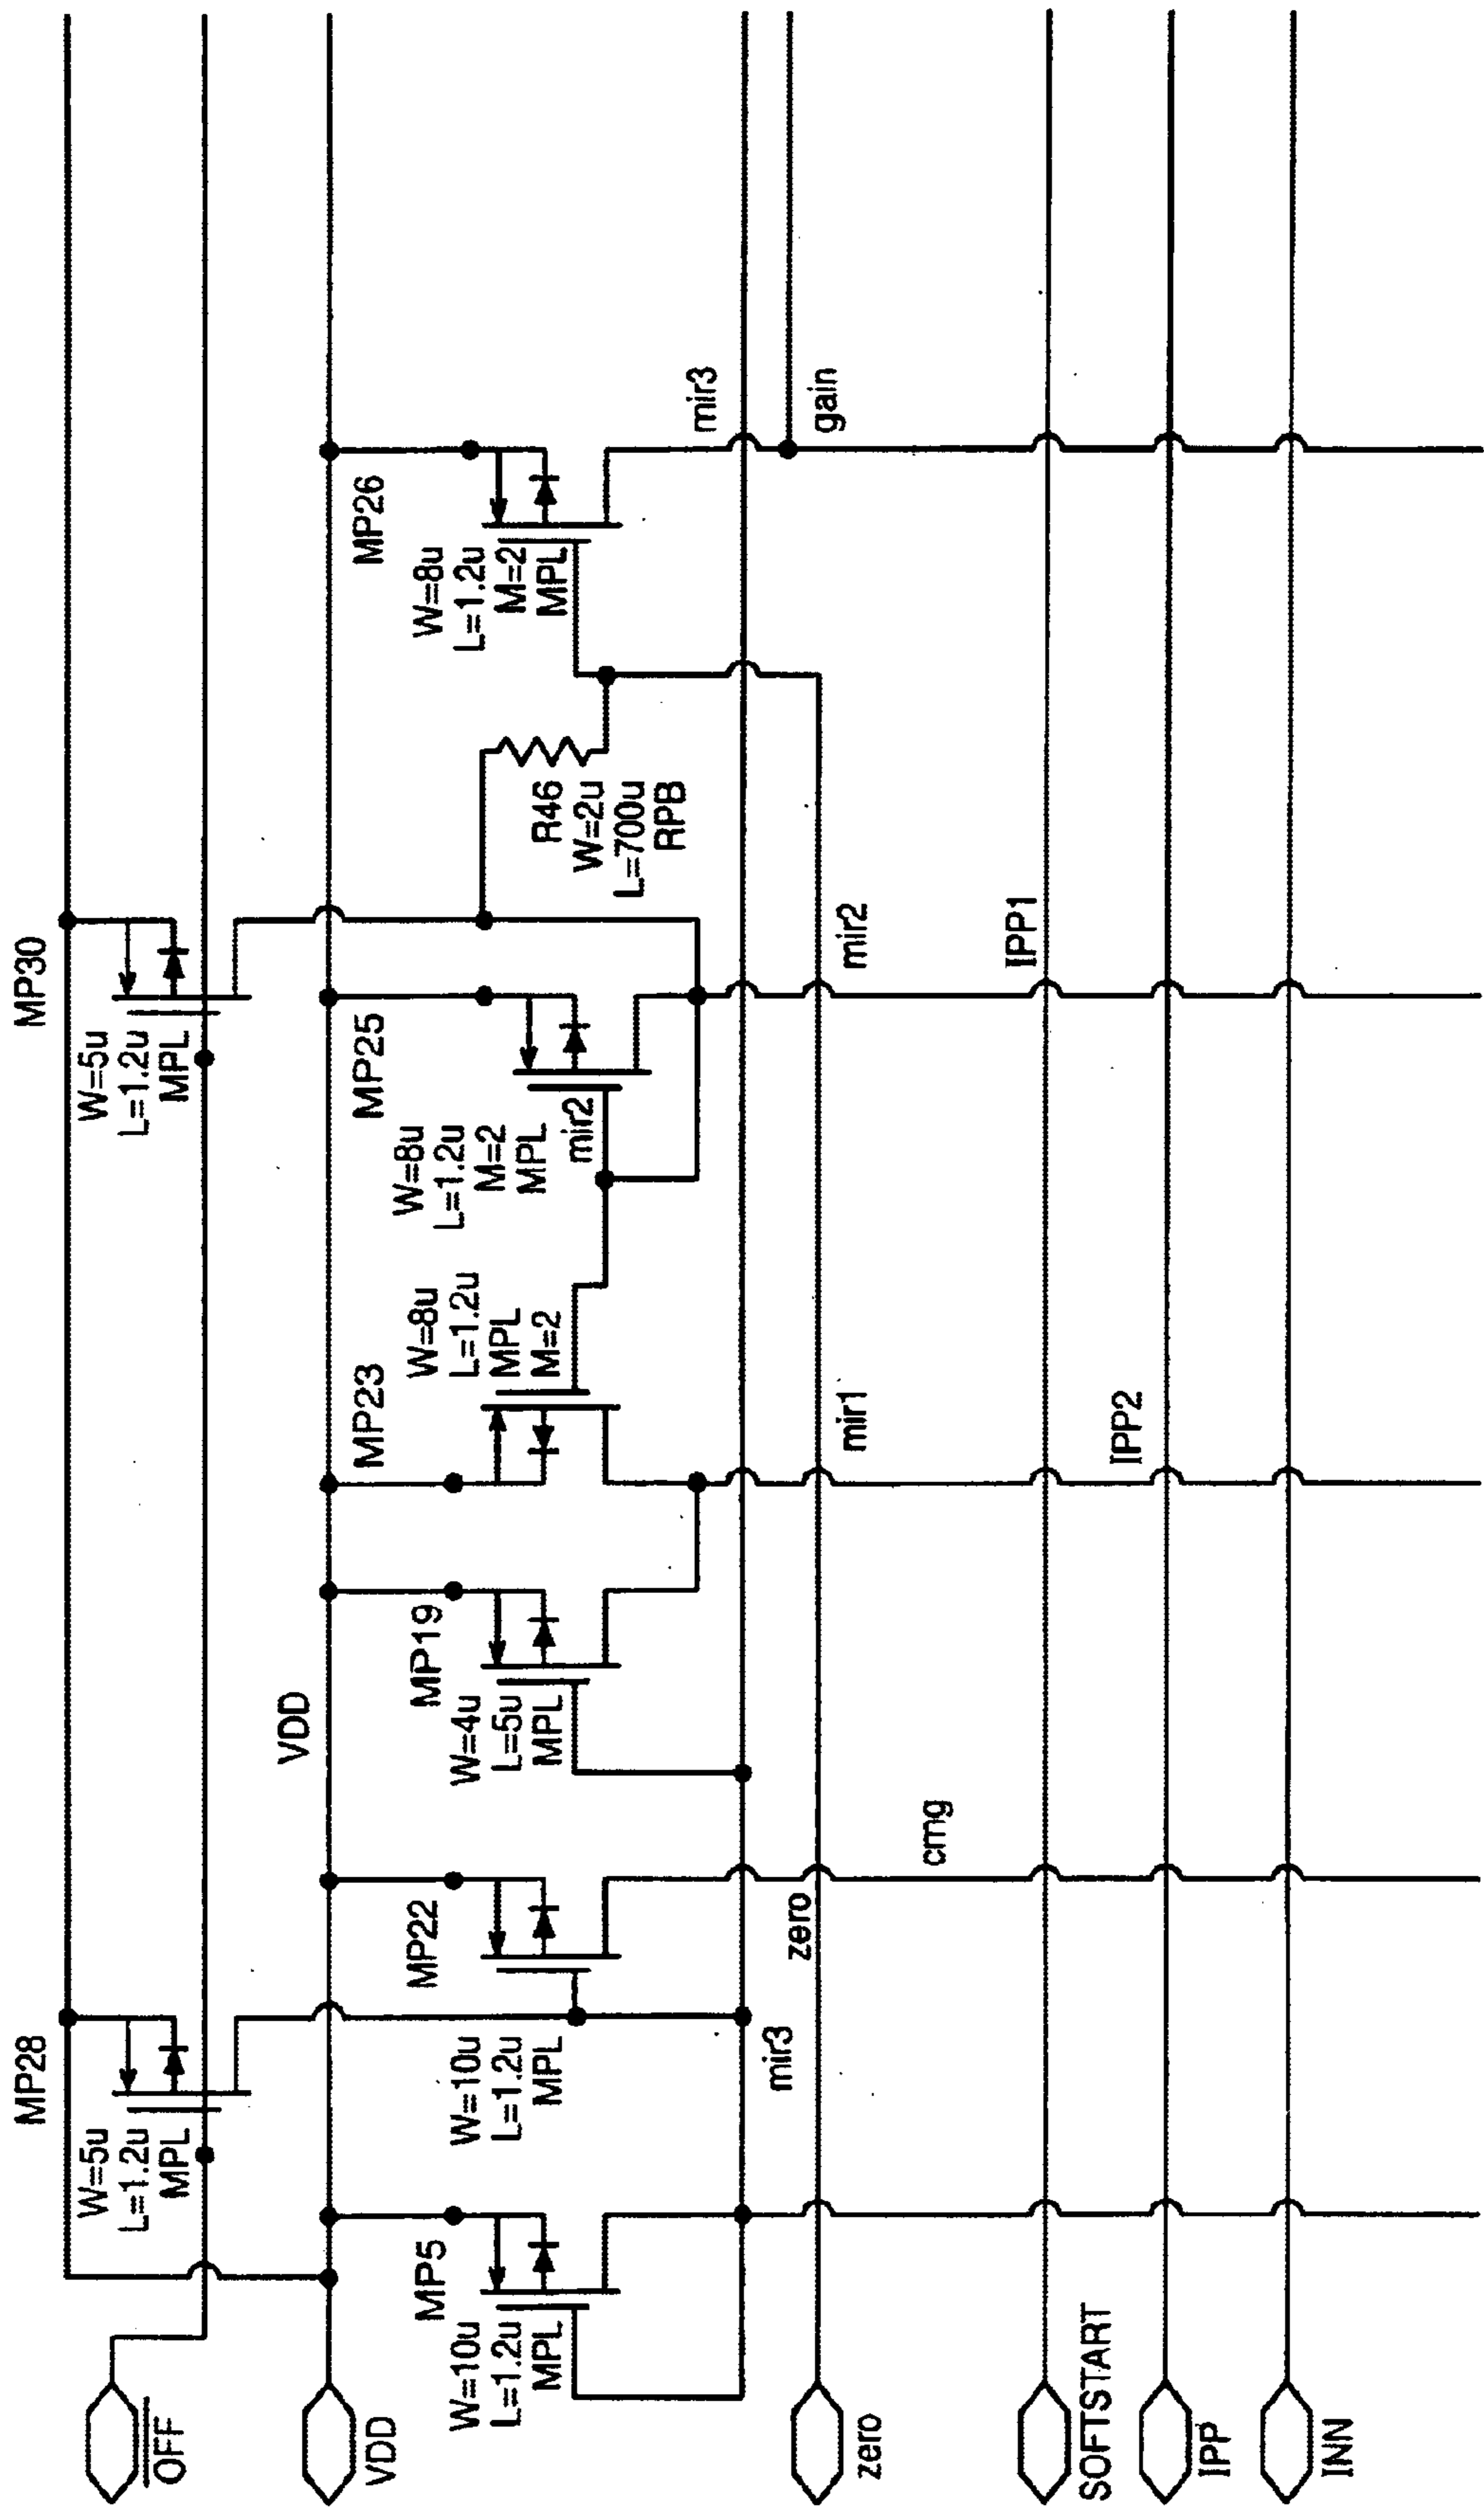 MP28
W=5u
L=1.2u
MPL
MP30
W=5u
L=1.2u
MPL
OFF
VDD
VDD
MP5
W=10u
L=1.2u
MPL
MP22
W=10u
L=1.2u
MPL
MP19
W=4u
L=5u
MPL
MP23
W=8u
L=1.2u
MPL
M=2
MP25
W=8u
L=1.2u
M=2
MPL
mir2
R46
W=2u
L=700u
RPB
MP26
W=8u
L=1.2u
M=2
MPL
mir3
mir3
gain
zero
zero
cmg
mir1
mir2
SOFTSTART
IPP1
IPP
IPP2
INN